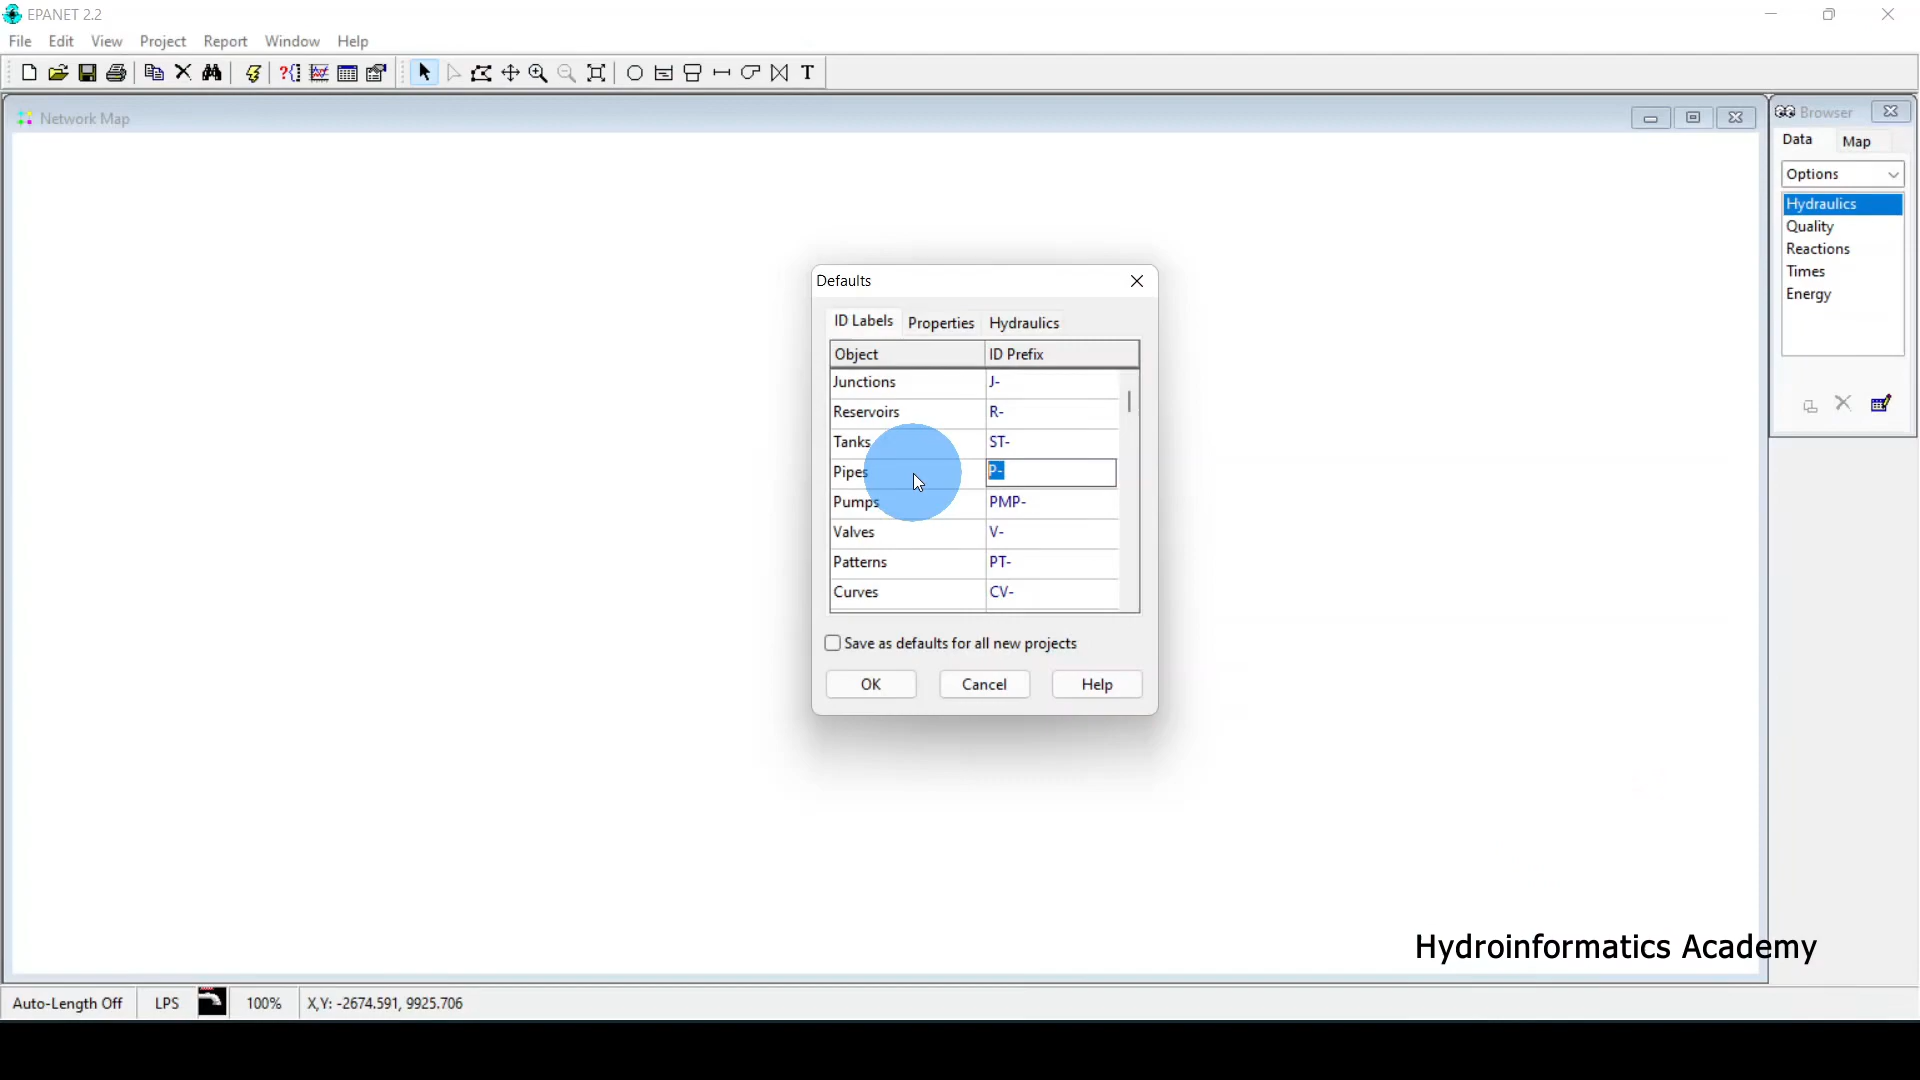 EPANET 2.2
File Edit View Project Report Window Help
Network Map
Browser
Data Map
Options
Hydraulics
Quality
Reactions
Times
Energy
Defaults
ID Labels Properties Hydraulics
Object ID Prefix
Junctions J-
Reservoirs R-
Tanks ST-
Pipes P-
Pumps PMP-
Valves V-
Patterns PT-
Curves CV-
Save as defaults for all new projects
OK Cancel Help
Hydroinformatics Academy
Auto-Length Off LPS 100% X,Y: -2674.591, 9925.706